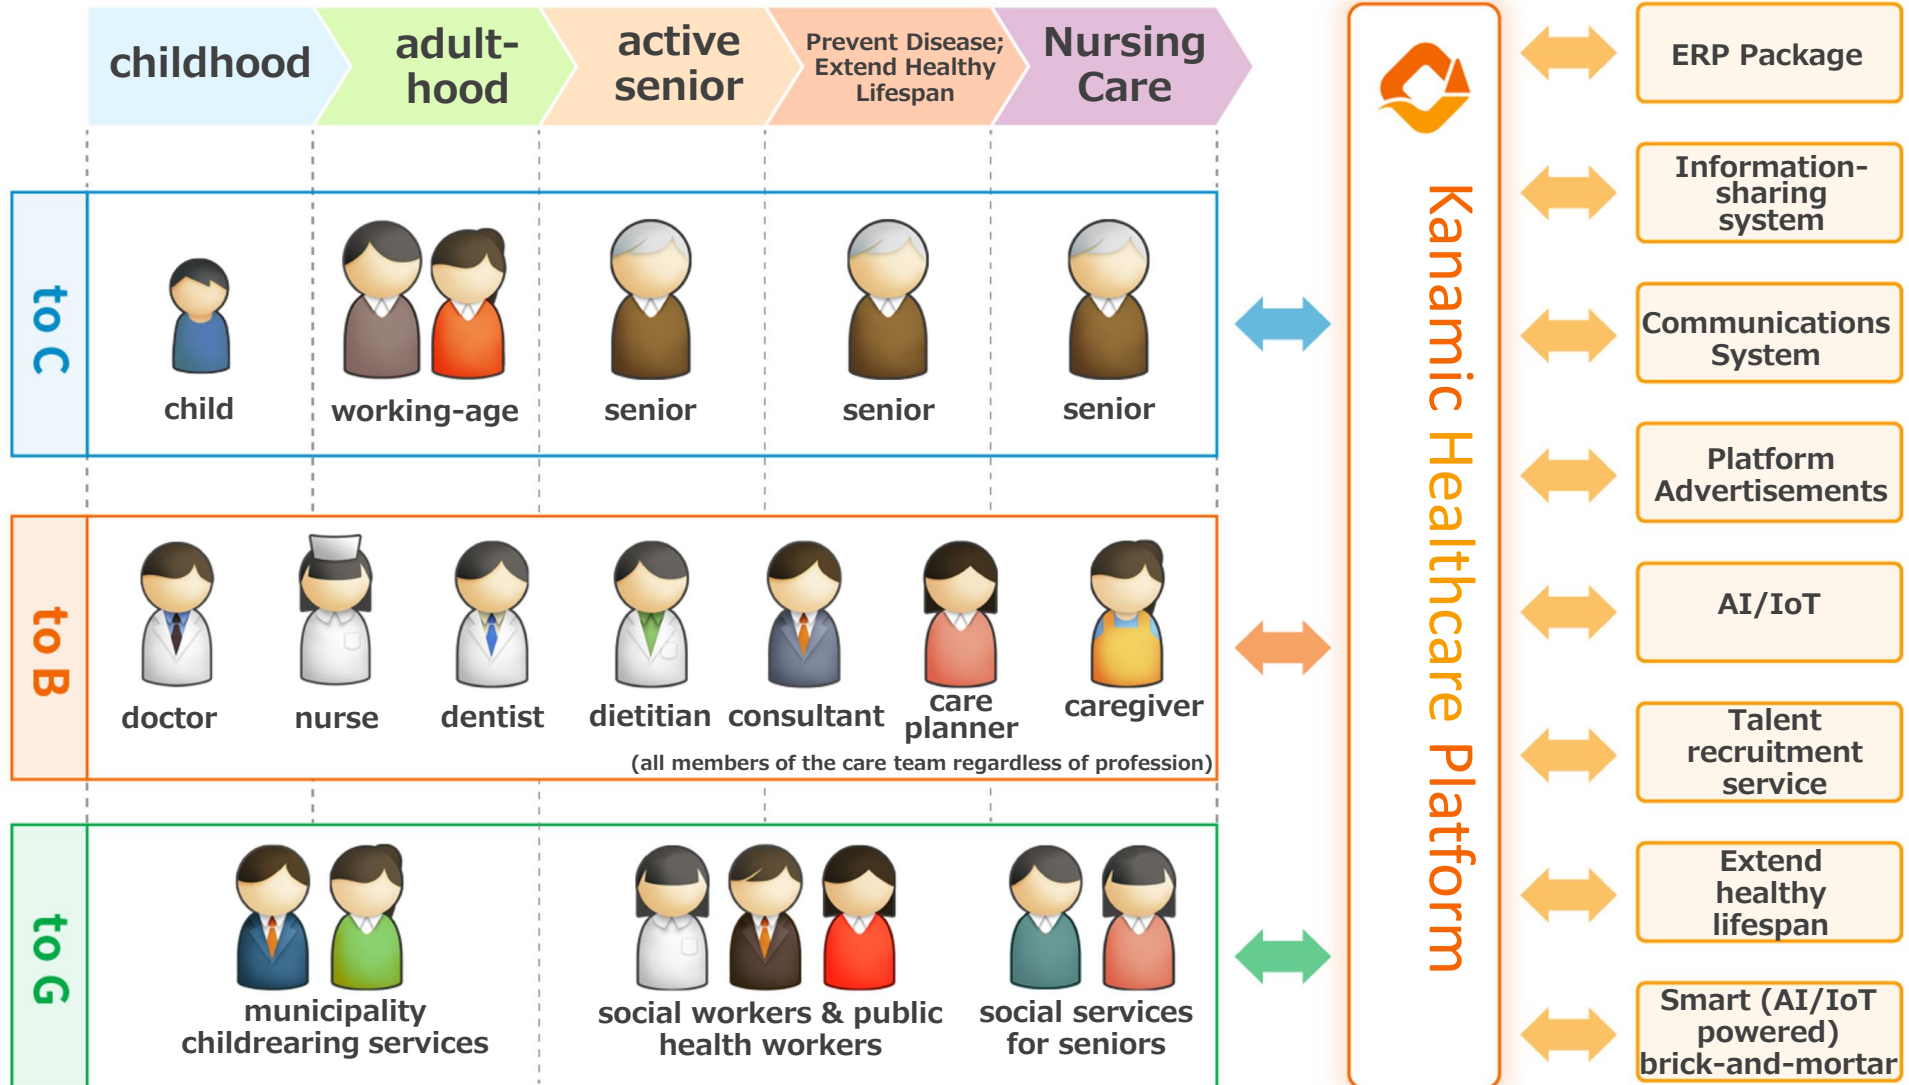 childhood
adult-
hood
active
senior
Prevent Disease;
Extend Healthy
Lifespan
Nursing
Care
to C
child
working-age
senior
senior
senior
to B
doctor
nurse
dentist
dietitian
consultant
care
planner
caregiver
(all members of the care team regardless of profession)
to G
municipality
childrearing services
social workers & public
health workers
social services
for seniors
Kanamic Healthcare Platform
ERP Package
Information-
sharing
system
Communications
System
Platform
Advertisements
AI/IoT
Talent
recruitment
service
Extend
healthy
lifespan
Smart (AI/IoT
powered)
brick-and-mortar